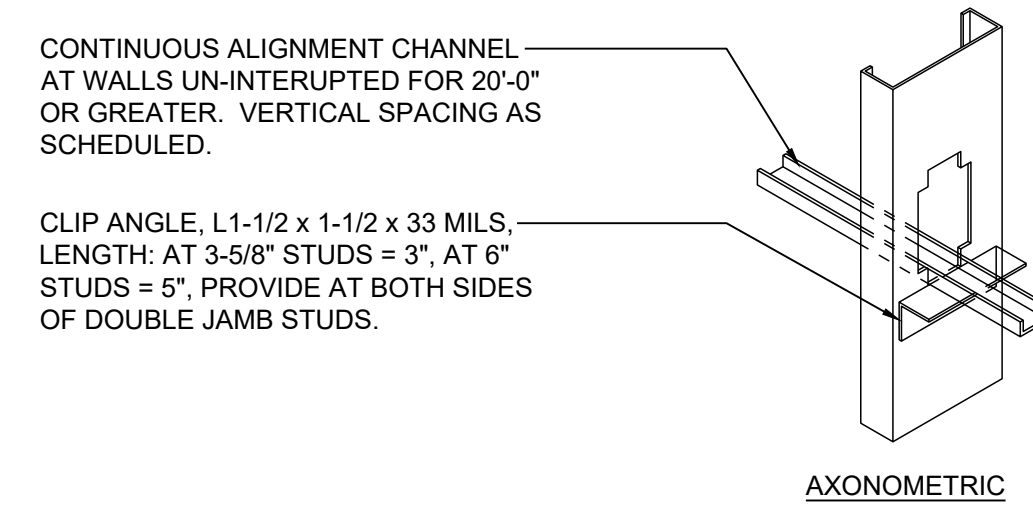 CONTINUOUS ALIGNMENT CHANNEL
AT WALLS UN-INTERUPTED FOR 20'-0"
OR GREATER. VERTICAL SPACING AS
SCHEDULED.
CLIP ANGLE, L1-1/2 x 1-1/2 x 33 MILS,
LENGTH: AT 3-5/8" STUDS = 3", AT 6"
STUDS = 5", PROVIDE AT BOTH SIDES
OF DOUBLE JAMB STUDS.
AXONOMETRIC